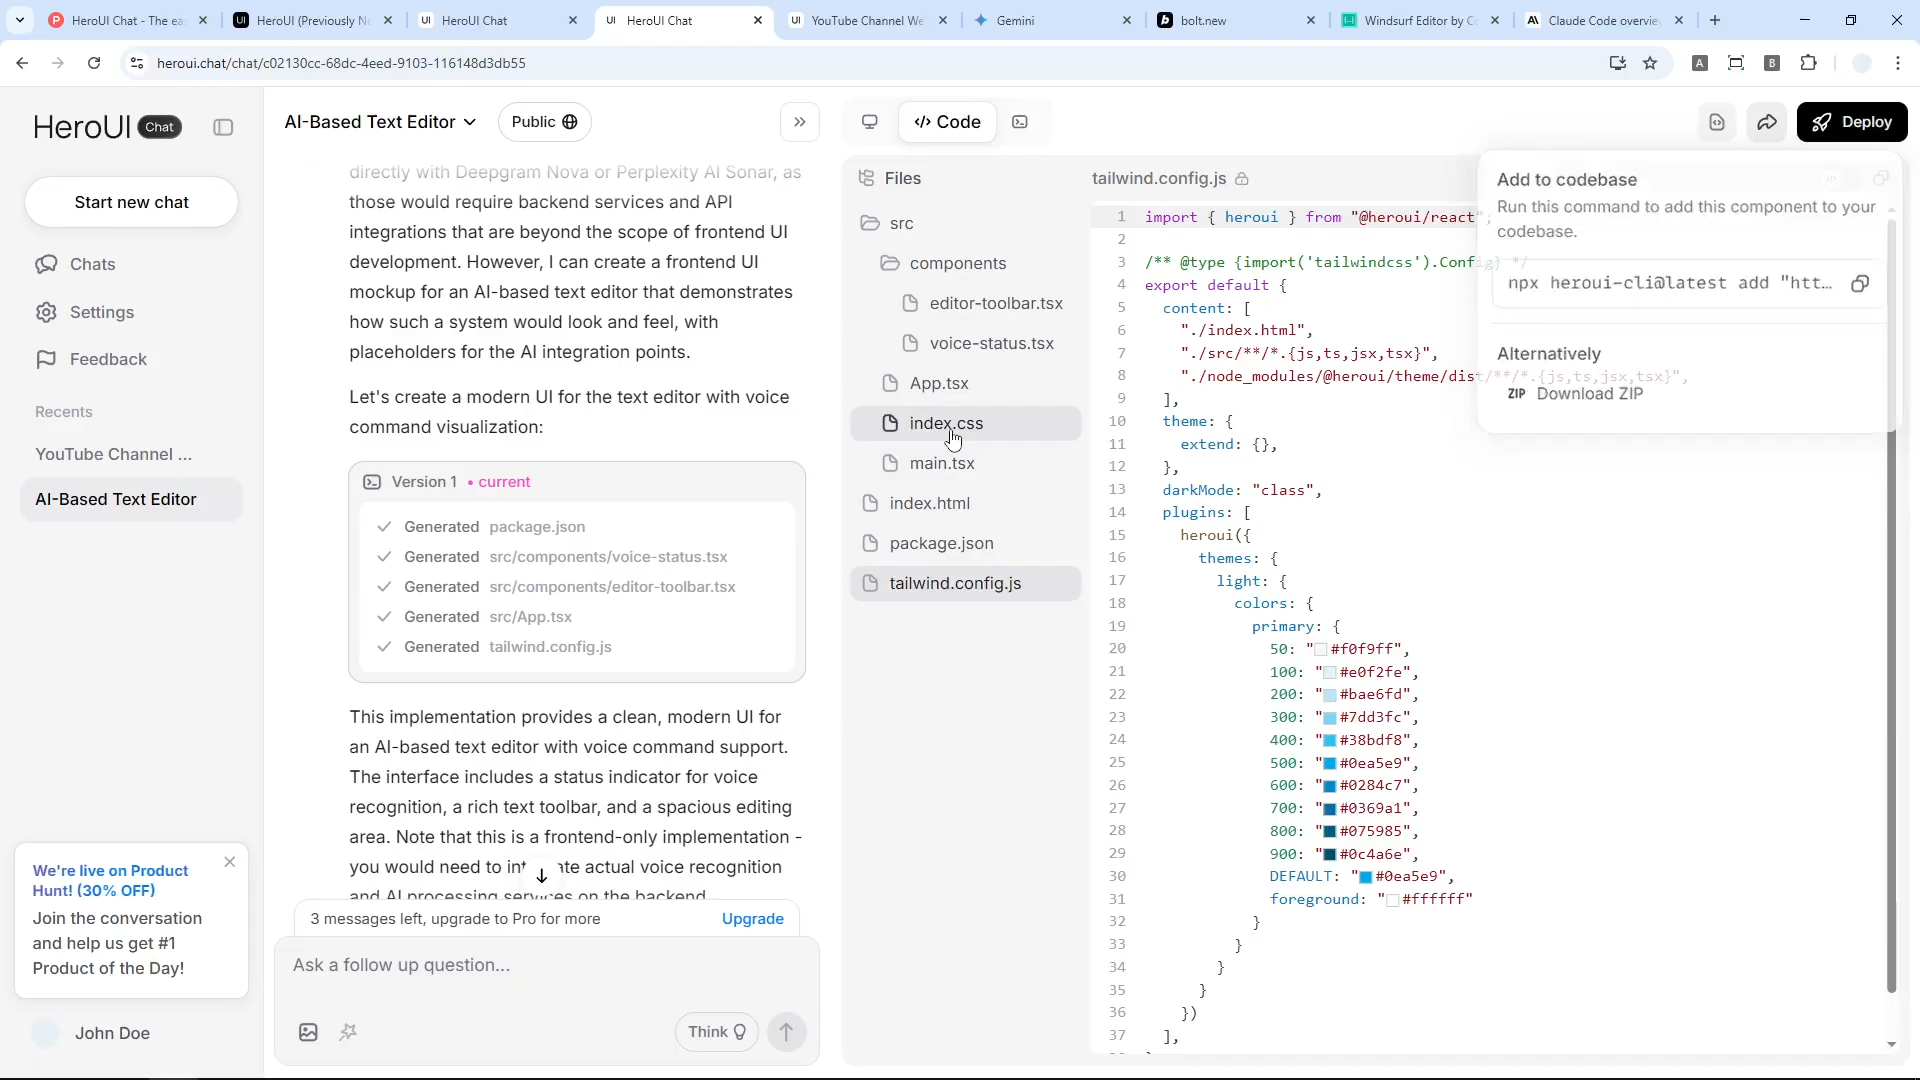 HeroUI Chat - The ea
HeroUI (Previously Ne
HeroUI Chat
HeroUI Chat
YouTube Channel We
Gemini
bolt.new
Windsurf Editor by Co
Claude Code overvie
heroui.chat/chat/c02130cc-68dc-4eed-9103-116148d3db55
HeroUI Chat
Start new chat
Chats
Settings
Feedback
Recents
YouTube Channel ...
AI-Based Text Editor
We're live on Product
Hunt! (30% OFF)
Join the conversation
and help us get #1
Product of the Day!
John Doe
AI-Based Text Editor
Public
directly with Deepgram Nova or Perplexity AI Sonar, as
those would require backend services and API
integrations that are beyond the scope of frontend UI
development. However, I can create a frontend UI
mockup for an AI-based text editor that demonstrates
how such a system would look and feel, with
placeholders for the AI integration points.
Let's create a modern UI for the text editor with voice
command visualization:
Version 1 • current
Generated package.json
Generated src/components/voice-status.tsx
Generated src/components/editor-toolbar.tsx
Generated src/App.tsx
Generated tailwind.config.js
This implementation provides a clean, modern UI for
an AI-based text editor with voice command support.
The interface includes a status indicator for voice
recognition, a rich text toolbar, and a spacious editing
area. Note that this is a frontend-only implementation -
you would need to int ate actual voice recognition
and AI processing services on the backend
3 messages left, upgrade to Pro for more
Upgrade
Ask a follow up question...
Think
</> Code
Deploy
Files
src
components
editor-toolbar.tsx
voice-status.tsx
App.tsx
index.css
main.tsx
index.html
package.json
tailwind.config.js
tailwind.config.js
1 import { heroui } from "@heroui/react";
2
3 /** @type {import('tailwindcss').Config} */
4 export default {
5 content: [
6 "./index.html",
7 "./src/**/*.{js,ts,jsx,tsx}",
8 "./node_modules/@heroui/theme/dist/**/*.{js,ts,jsx,tsx}",
9 ],
10 theme: {
11 extend: {},
12 },
13 darkMode: "class",
14 plugins: [
15 heroui({
16 themes: {
17 light: {
18 colors: {
19 primary: {
20 50: "#f0f9ff",
21 100: "#e0f2fe",
22 200: "#bae6fd",
23 300: "#7dd3fc",
24 400: "#38bdf8",
25 500: "#0ea5e9",
26 600: "#0284c7",
27 700: "#0369a1",
28 800: "#075985",
29 900: "#0c4a6e",
30 DEFAULT: "#0ea5e9",
31 foreground: "#ffffff"
32 }
33 }
34 }
35 }
36 })
37 ],
Add to codebase
Run this command to add this component to your
codebase.
npx heroui-cli@latest add "htt...
Alternatively
ZIP Download ZIP